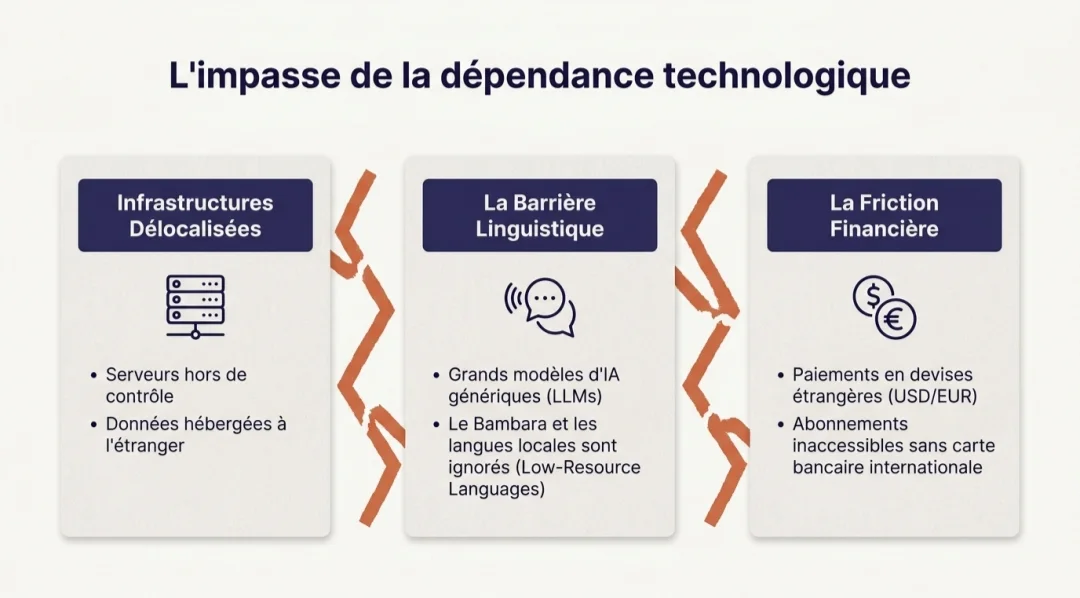 L'impasse de la dépendance technologique
Infrastructures
Délocalisées
• Serveurs hors de
contrôle
• Données hébergées à
l'étranger
La Barrière
Linguistique
• Grands modèles d'IA
génériques (LLMs)
• Le Bambara et les
langues locales sont
ignorés (Low-Resource
Languages)
La Friction
Financière
$
€
• Paiements en devises
étrangères (USD/EUR)
• Abonnements
inaccessibles sans carte
bancaire internationale